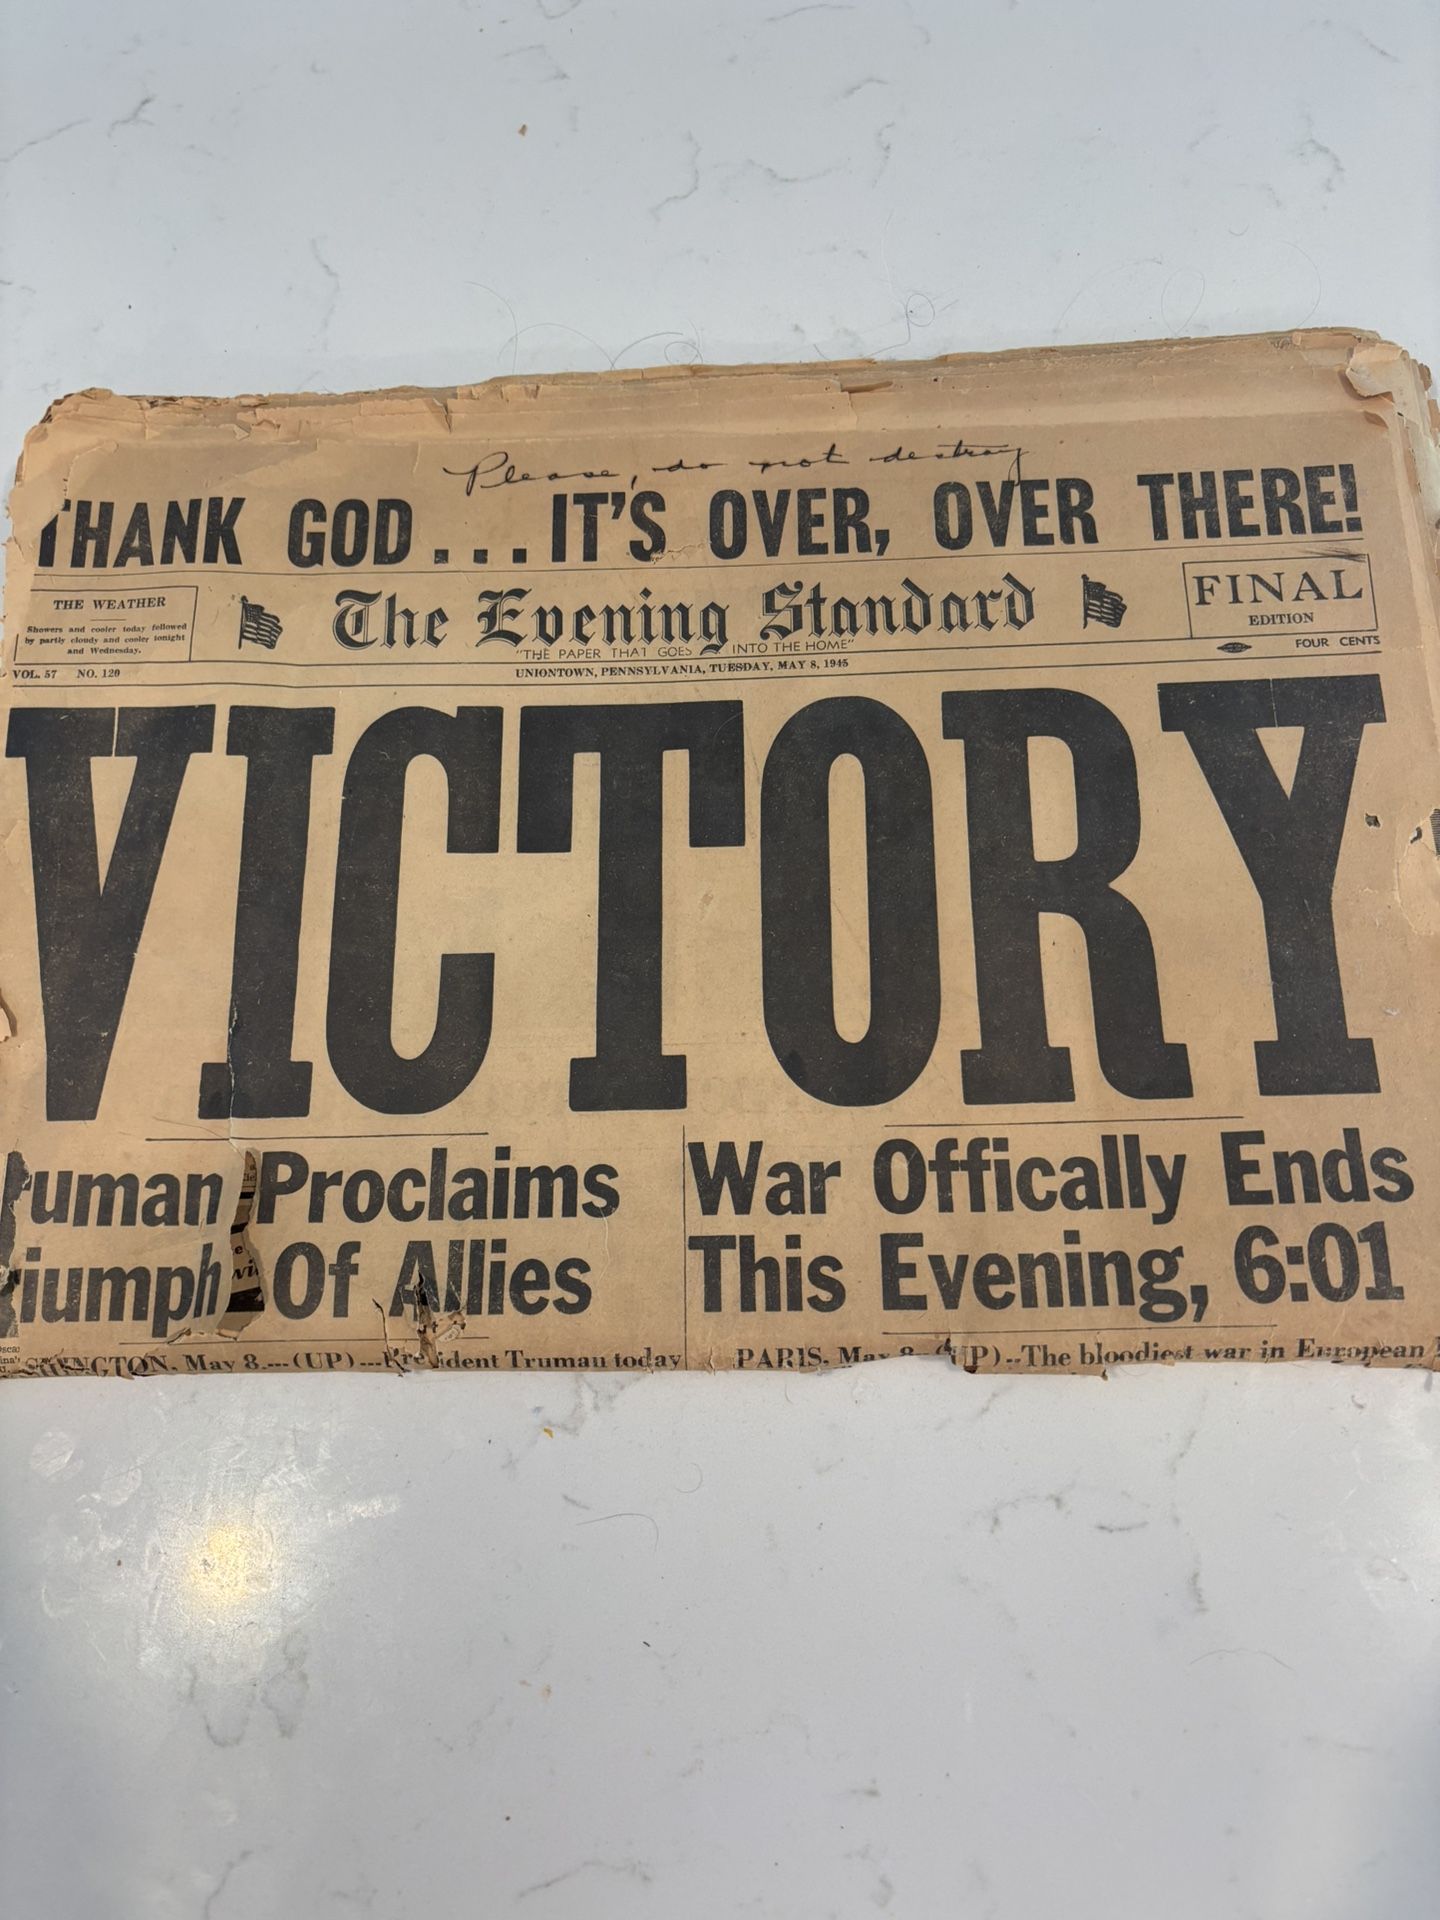 Please, do not destroy
THANK GOD... IT'S OVER, OVER THERE!
THE WEATHER
Showers and cooler today followed
by partly cloudy and cooler tonight
and Wednesday.
The Evening Standard
"THE PAPER THAT GOES INTO THE HOME"
FINAL
EDITION
FOUR CENTS
VOL. 57 NO. 120
UNIONTOWN, PENNSYLVANIA, TUESDAY, MAY 8, 1945
VICTORY
Truman Proclaims
Triumph Of Allies
War Offically Ends
This Evening, 6:01
WASHINGTON, May 8.---(UP)---President Truman today
PARIS, May 8--(UP)--The bloodiest war in European